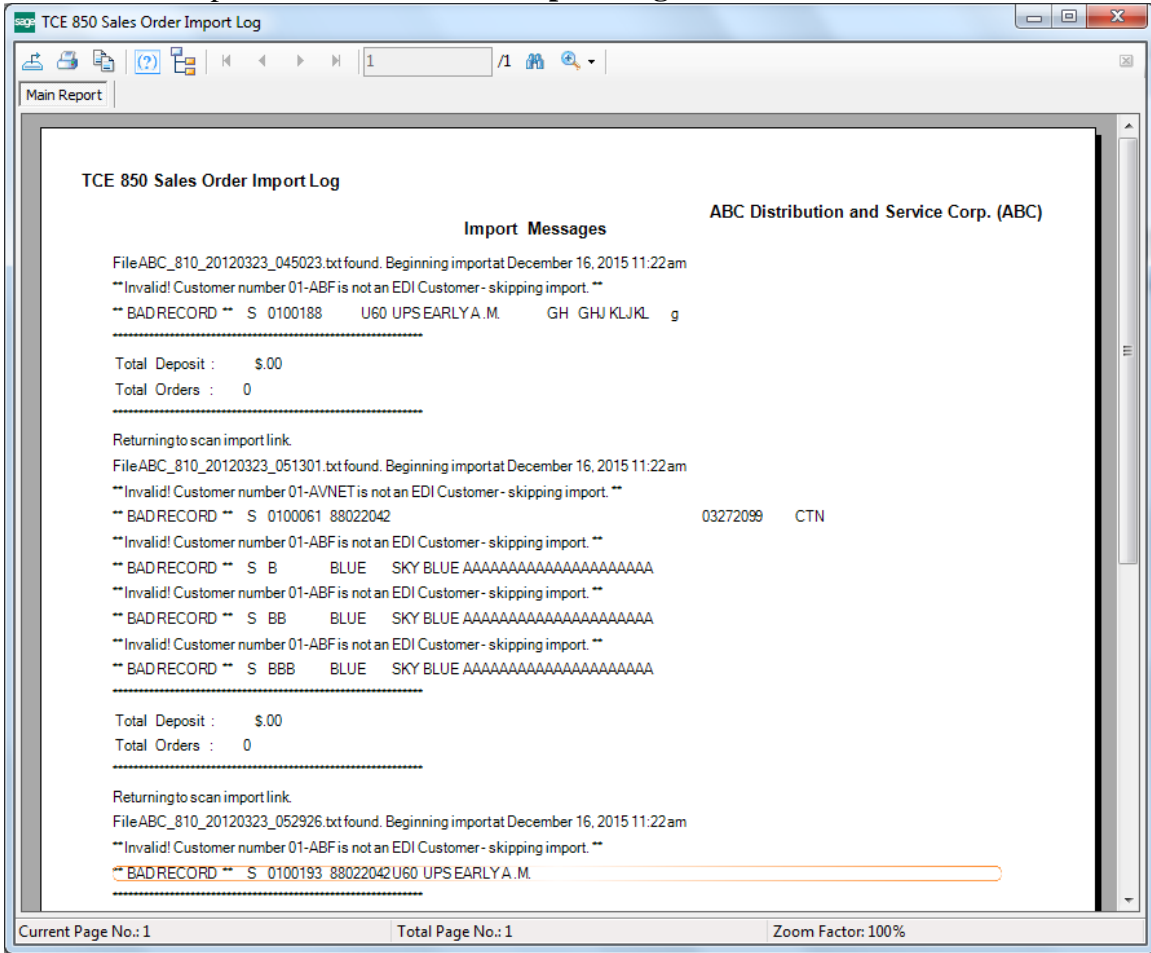 sage TCE 850 Sales Order Import Log
1 /1
Main Report
TCE 850 Sales Order Import Log
ABC Distribution and Service Corp. (ABC)
Import Messages
File ABC_810_20120323_045023.txt found. Beginning import at December 16, 2015 11:22 am
**Invalid! Customer number 01-ABF is not an EDI Customer - skipping import. **
** BAD RECORD ** S 0100188 U60 UPS EARLY A.M. GH GHJ KLJKL g
Total Deposit : $.00
Total Orders : 0
Returning to scan import link.
File ABC_810_20120323_051301.txt found. Beginning import at December 16, 2015 11:22 am
**Invalid! Customer number 01-AVNET is not an EDI Customer - skipping import. **
** BAD RECORD ** S 0100061 88022042 03272099 CTN
**Invalid! Customer number 01-ABF is not an EDI Customer - skipping import. **
** BAD RECORD ** S B BLUE SKY BLUE AAAAAAAAAAAAAAAAAAAAA
**Invalid! Customer number 01-ABF is not an EDI Customer - skipping import. **
** BAD RECORD ** S BB BLUE SKY BLUE AAAAAAAAAAAAAAAAAAAAA
**Invalid! Customer number 01-ABF is not an EDI Customer - skipping import. **
** BAD RECORD ** S BBB BLUE SKY BLUE AAAAAAAAAAAAAAAAAAAAA
Total Deposit : $.00
Total Orders : 0
Returning to scan import link.
File ABC_810_20120323_052926.txt found. Beginning import at December 16, 2015 11:22 am
**Invalid! Customer number 01-ABF is not an EDI Customer - skipping import. **
** BAD RECORD ** S 0100193 88022042U60 UPS EARLY A.M.
Current Page No.: 1 Total Page No.: 1 Zoom Factor: 100%